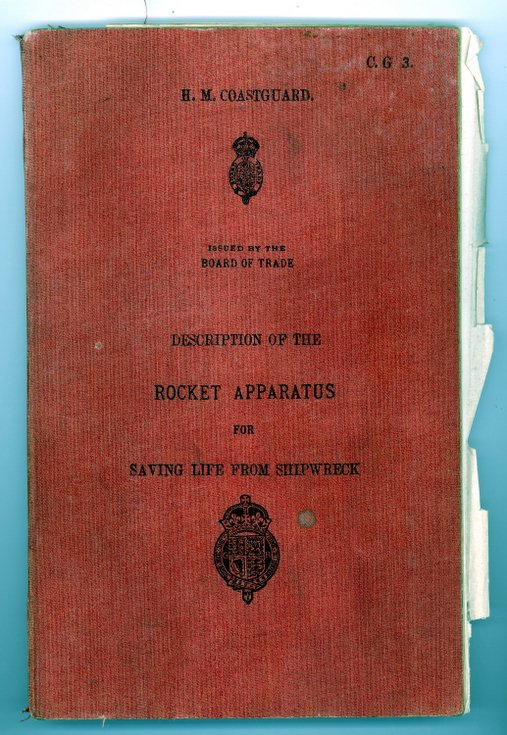 C. G 3.
H. M. COASTGUARD.
ISSUED BY THE
BOARD OF TRADE
DESCRIPTION OF THE
ROCKET APPARATUS
FOR
SAVING LIFE FROM SHIPWRECK